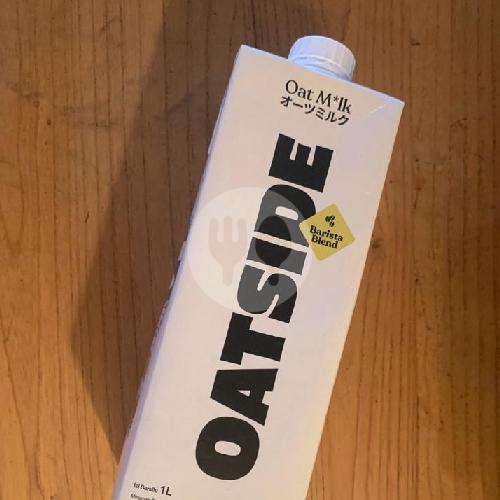 Oat M*lk
オーツミルク
OATSIDE
Barista
Blend
1L